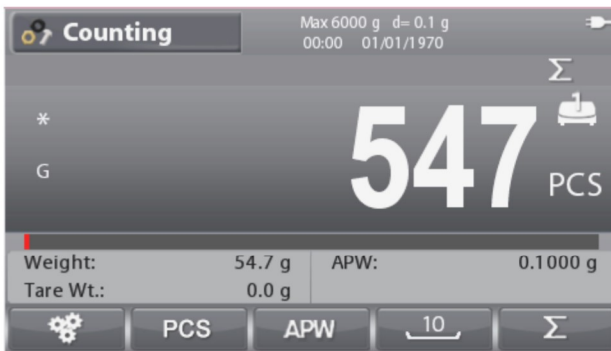 Counting
Max 6000 g d= 0.1 g
00:00 01/01/1970
Σ
1
*
G
547 PCS
Weight: 54.7 g APW: 0.1000 g
Tare Wt.: 0.0 g
PCS APW 10 Σ